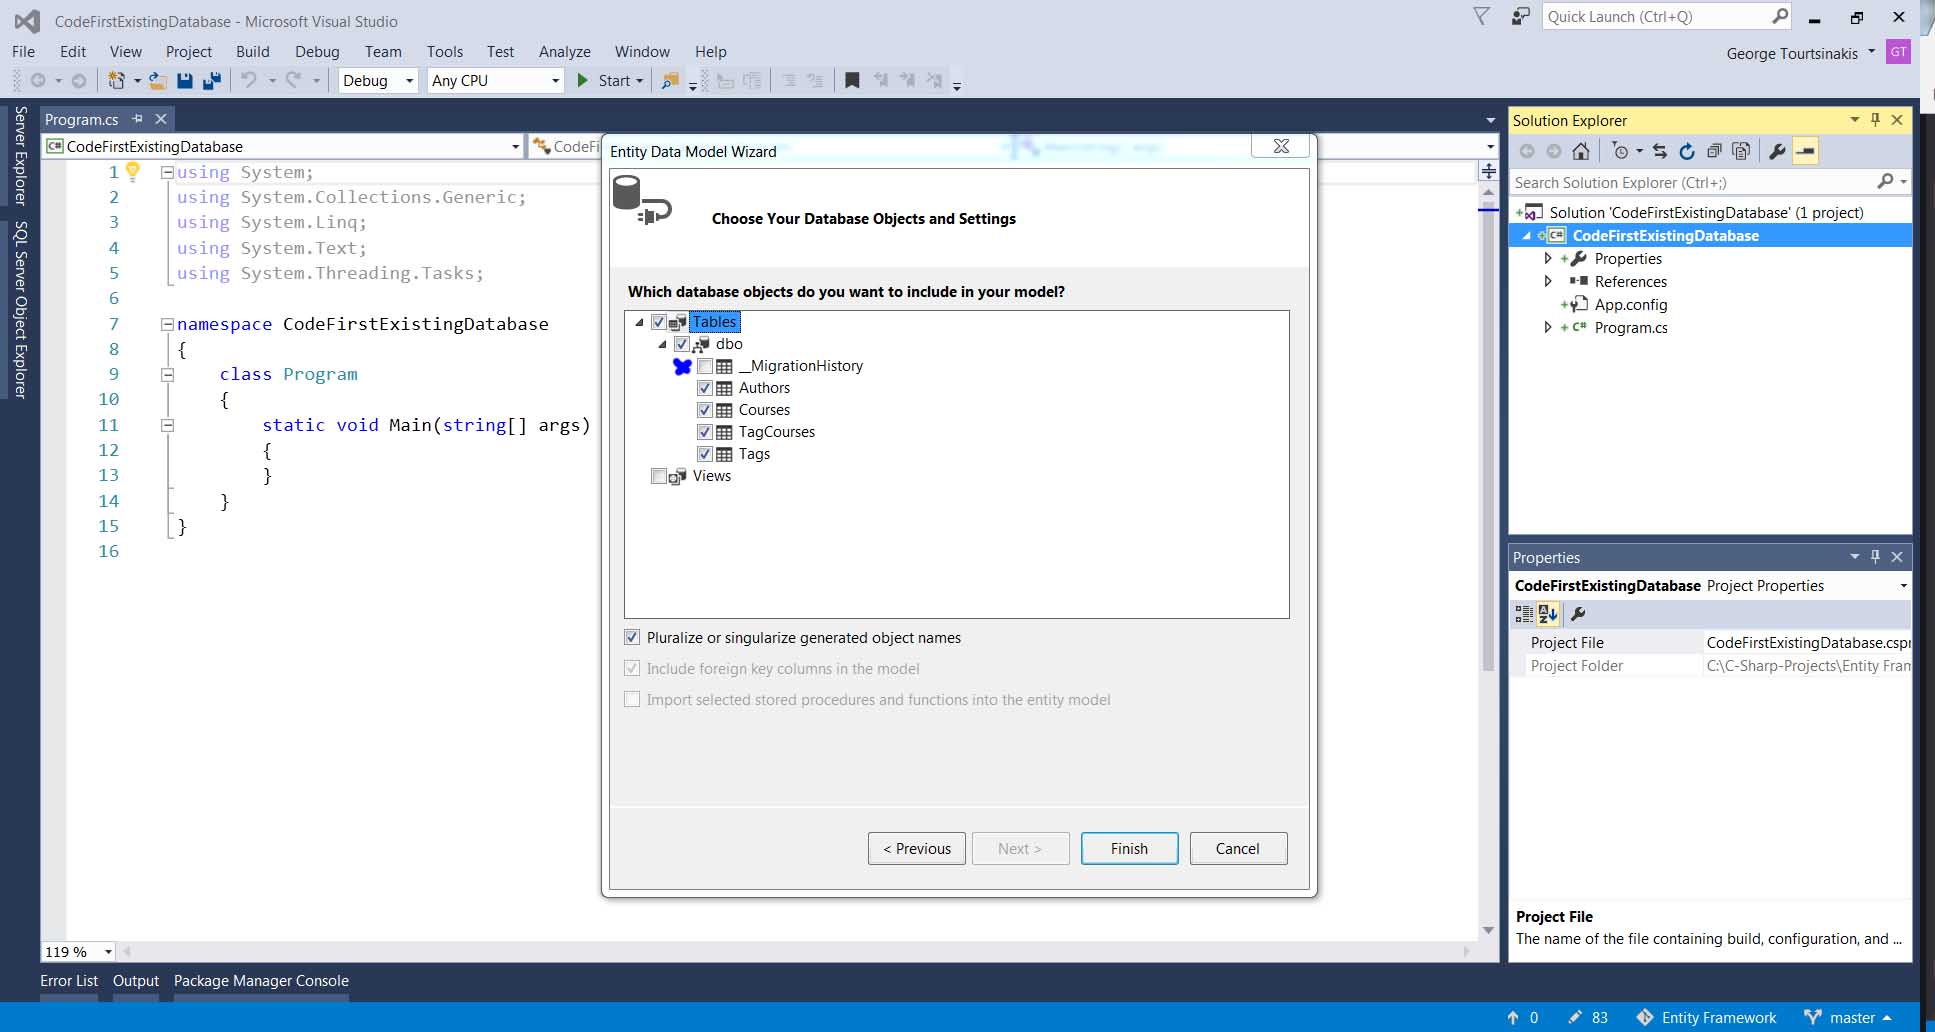 CodeFirstExistingDatabase - Microsoft Visual Studio
Quick Launch (Ctrl+Q)
File Edit View Project Build Debug Team Tools Test Analyze Window Help
George Tourtsinakis GT
Debug Any CPU Start
Server Explorer
SQL Server Object Explorer
Program.cs
C# CodeFirstExistingDatabase
CodeFi
1 using System;
2 using System.Collections.Generic;
3 using System.Linq;
4 using System.Text;
5 using System.Threading.Tasks;
6
7 namespace CodeFirstExistingDatabase
8 {
9 class Program
10 {
11 static void Main(string[] args)
12 {
13 }
14 }
15 }
16
119 %
Entity Data Model Wizard
Choose Your Database Objects and Settings
Which database objects do you want to include in your model?
Tables
dbo
__MigrationHistory
Authors
Courses
TagCourses
Tags
Views
Pluralize or singularize generated object names
Include foreign key columns in the model
Import selected stored procedures and functions into the entity model
< Previous Next > Finish Cancel
Solution Explorer
Search Solution Explorer (Ctrl+;)
Solution 'CodeFirstExistingDatabase' (1 project)
C# CodeFirstExistingDatabase
Properties
References
App.config
C# Program.cs
Properties
CodeFirstExistingDatabase Project Properties
Project File CodeFirstExistingDatabase.cspr
Project Folder C:\C-Sharp-Projects\Entity Fram
Project File
The name of the file containing build, configuration, and ...
Error List Output Package Manager Console
0 83 Entity Framework master